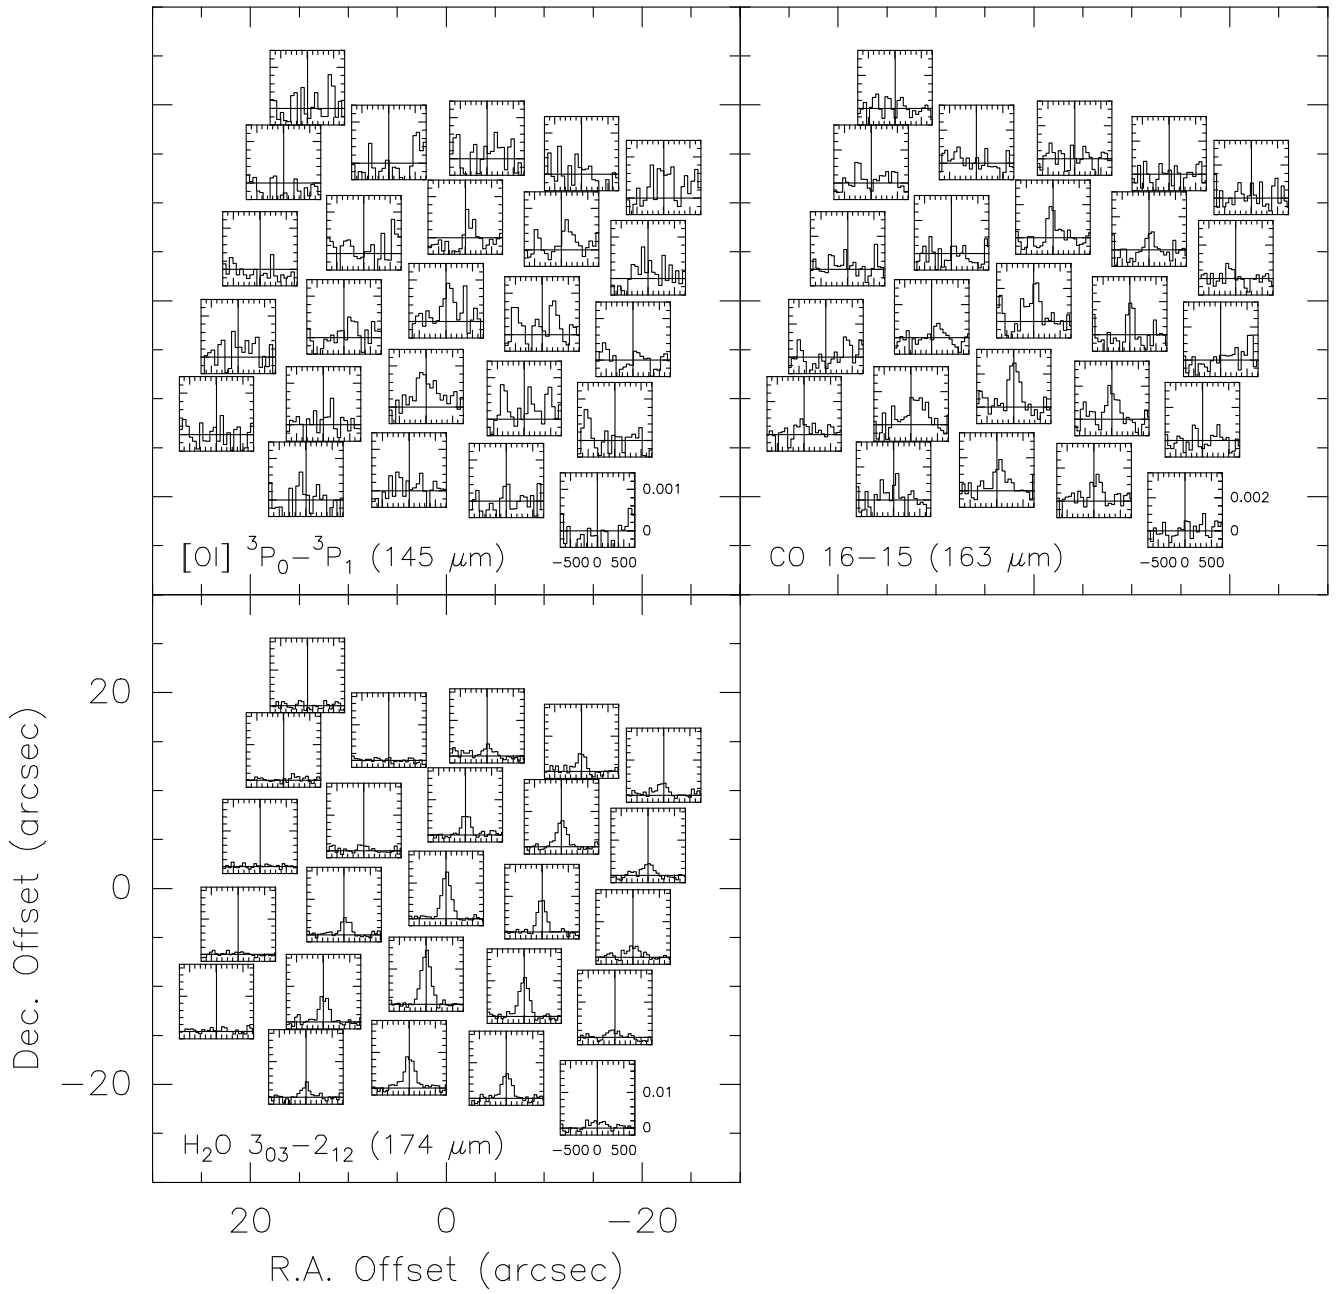 0.001
0
−500 0 500
[OI] ³P₀−³P₁ (145 μm)
0.002
0
−500 0 500
CO 16−15 (163 μm)
20
0
−20
Dec. Offset (arcsec)
0.01
0
−500 0 500
H₂O 3₀₃−2₁₂ (174 μm)
20 0 −20
R.A. Offset (arcsec)